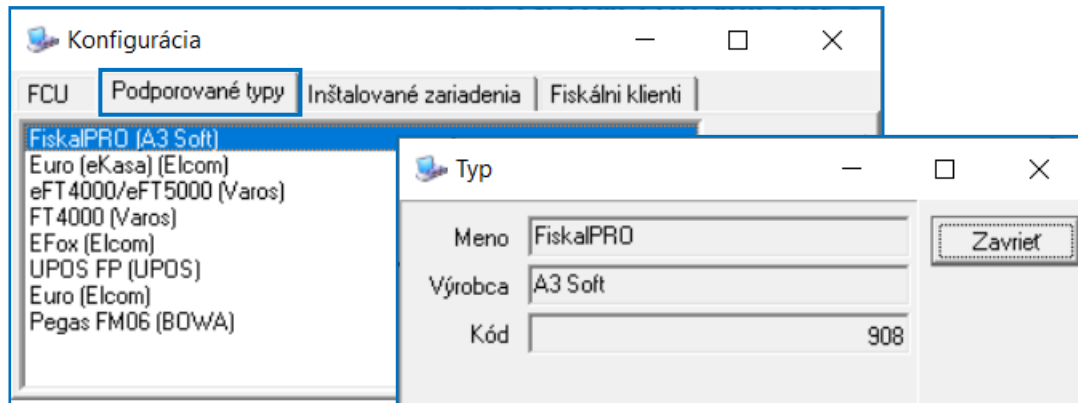 Konfigurácia
FCU Podporované typy Inštalované zariadenia Fiskálni klienti
FiskalPRO (A3 Soft)
Euro (eKasa) (Elcom)
eFT4000/eFT5000 (Varos)
FT4000 (Varos)
EFox (Elcom)
UPOS FP (UPOS)
Euro (Elcom)
Pegas FM06 (BOWA)
Typ
Meno FiskalPRO
Zavrieť
Výrobca A3 Soft
Kód 908